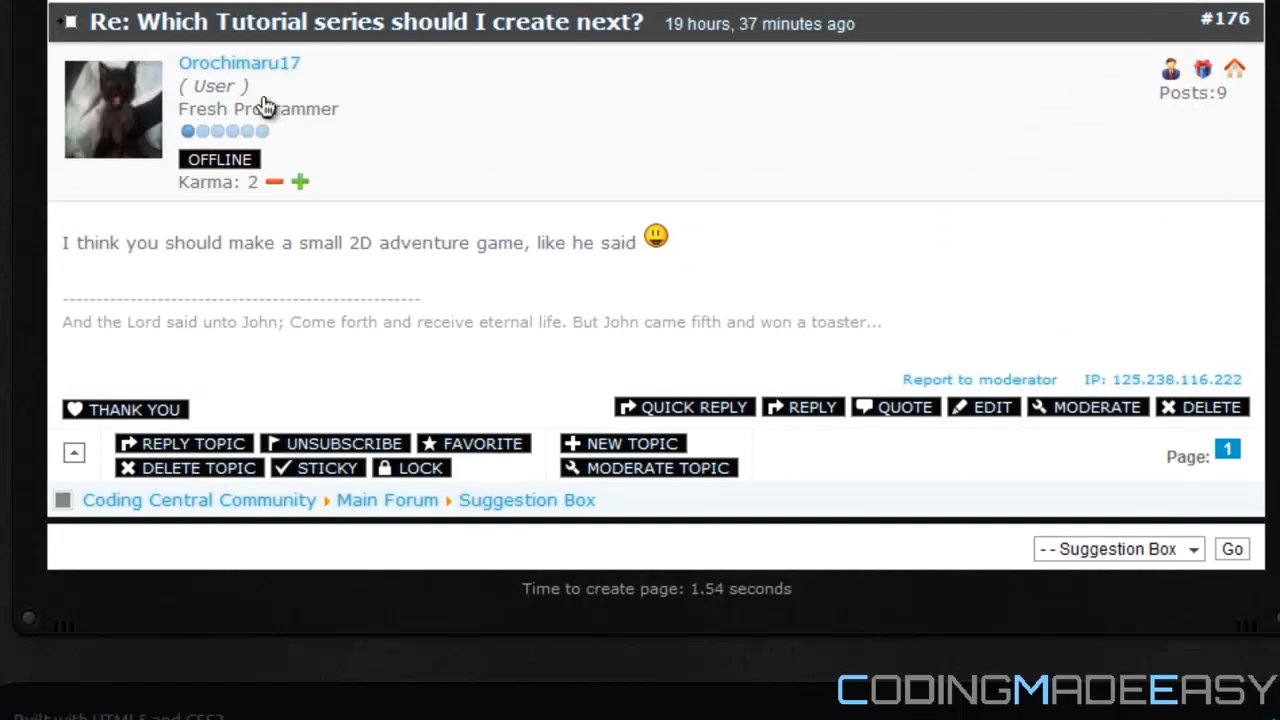 Re: Which Tutorial series should I create next? 19 hours, 37 minutes ago #176
Orochimaru17
( User )
Fresh Programmer
Posts:9
OFFLINE
Karma: 2
I think you should make a small 2D adventure game, like he said
----------------------------------------------------
And the Lord said unto John; Come forth and receive eternal life. But John came fifth and won a toaster...
Report to moderator IP: 125.238.116.222
THANK YOU QUICK REPLY REPLY QUOTE EDIT MODERATE DELETE
REPLY TOPIC UNSUBSCRIBE FAVORITE NEW TOPIC
Page: 1
DELETE TOPIC STICKY LOCK MODERATE TOPIC
Coding Central Community Main Forum Suggestion Box
- - Suggestion Box Go
Time to create page: 1.54 seconds
CODINGMADEEASY
Built with HTML5 and CSS3